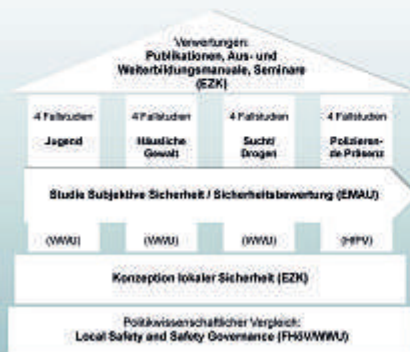 Verwertungen:
Publikationen, Aus- und
Weiterbildungsmanuale, Seminare
(EZK)
4 Fallstudien 4 Fallstudien 4 Fallstudien 4 Fallstudien
Jugend Häusliche Sucht/ Polizieren-
Gewalt Drogen de Präsenz
Studie Subjektive Sicherheit / Sicherheitsbewertung (EMAU)
(WWU) (WWU) (WWU) (HfPV)
Konzeption lokaler Sicherheit (EZK)
Politikwissenschaftlicher Vergleich:
Local Safety and Safety Governance (FHöV/WWU)